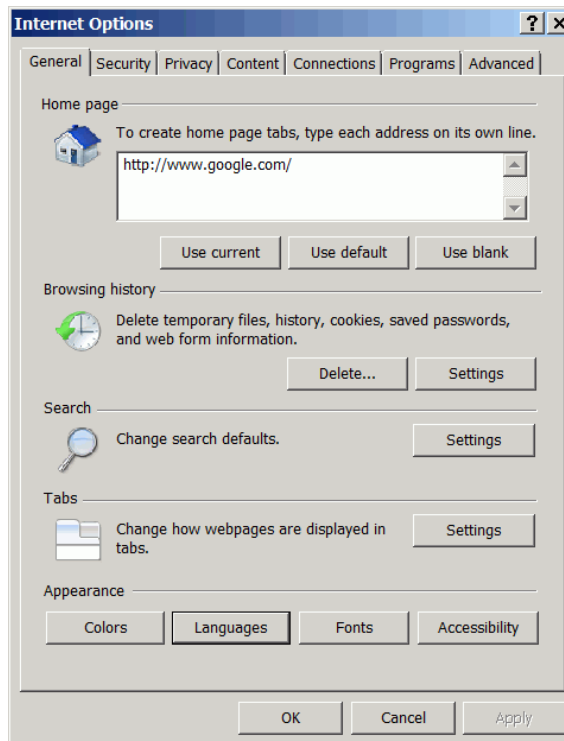 Internet Options
General Security Privacy Content Connections Programs Advanced
Home page
To create home page tabs, type each address on its own line.
http://www.google.com/
Use current Use default Use blank
Browsing history
Delete temporary files, history, cookies, saved passwords,
and web form information.
Delete... Settings
Search
Change search defaults.
Settings
Tabs
Change how webpages are displayed in
tabs.
Settings
Appearance
Colors Languages Fonts Accessibility
OK Cancel Apply